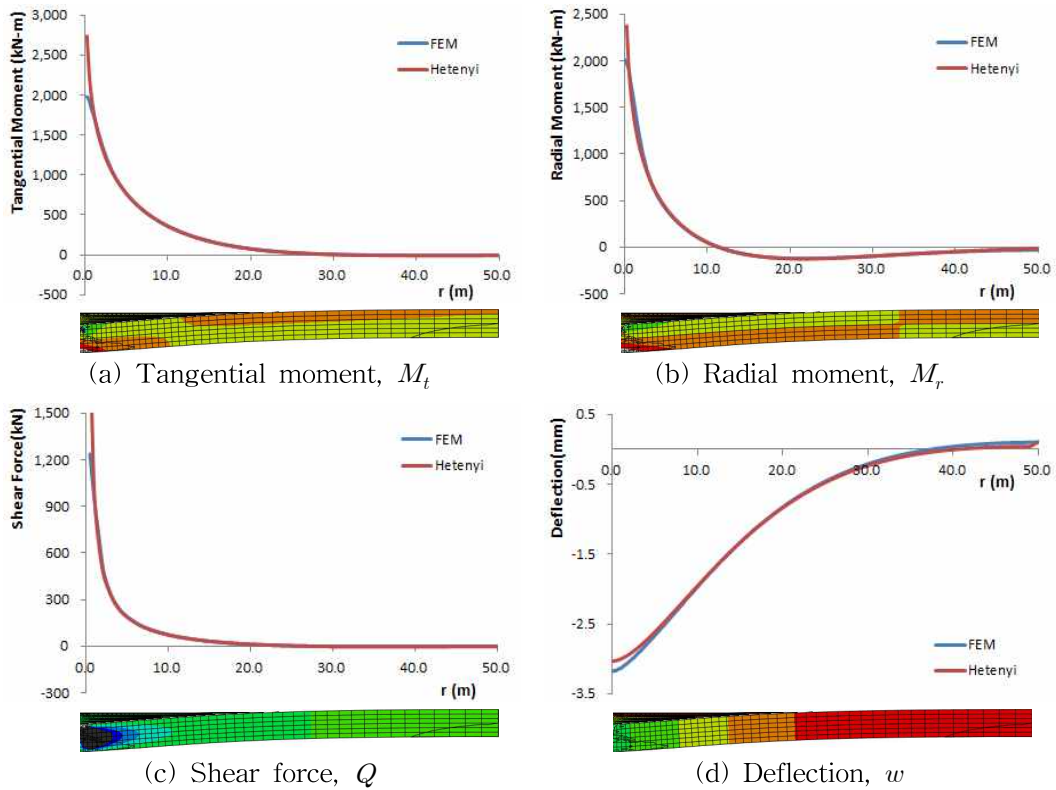 Tangential Moment (kN-m)
3,000
2,500
2,000
1,500
1,000
500
0
-500
0.0 10.0 20.0 30.0 40.0 50.0
r (m)
FEM
Hetenyi
(a) Tangential moment, Mt
Radial Moment (kN-m)
2,500
2,000
1,500
1,000
500
0
-500
0.0 10.0 20.0 30.0 40.0 50.0
r (m)
FEM
Hetenyi
(b) Radial moment, Mr
Shear Force(kN)
1,500
1,200
900
600
300
0
-300
0.0 10.0 20.0 30.0 40.0 50.0
r (m)
FEM
Hetenyi
(c) Shear force, Q
Deflection(mm)
0.5
-0.5
-1.5
-2.5
-3.5
0.0 10.0 20.0 30.0 40.0 50.0
r (m)
FEM
Hetenyi
(d) Deflection, w